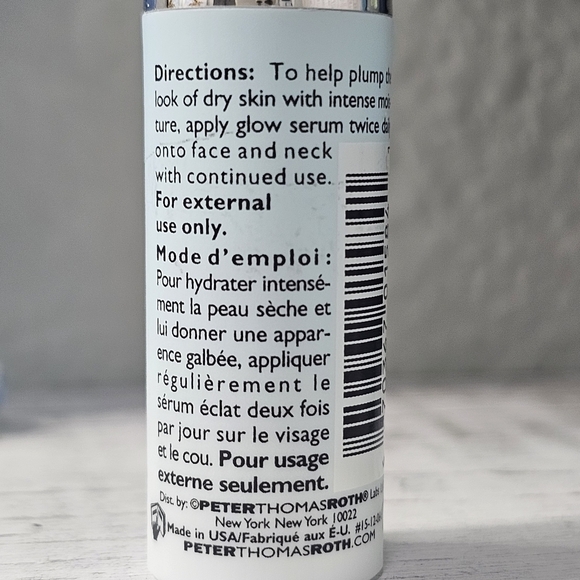 Directions: To help plump
look of dry skin with intense
ture, apply glow serum twice
onto face and neck
with continued use.
For external
use only.
Mode d'emploi :
Pour hydrater intensé-
ment la peau sèche et
lui donner une appar-
ence galbée, appliquer
régulièrement le
sérum éclat deux fois
par jour sur le visage
et le cou. Pour usage
externe seulement.
Dist. by: ©PETERTHOMASROTH® Labs
New York New York 10022
Made in USA/Fabriqué aux É-U. #15-12-
PETERTHOMASROTH.COM